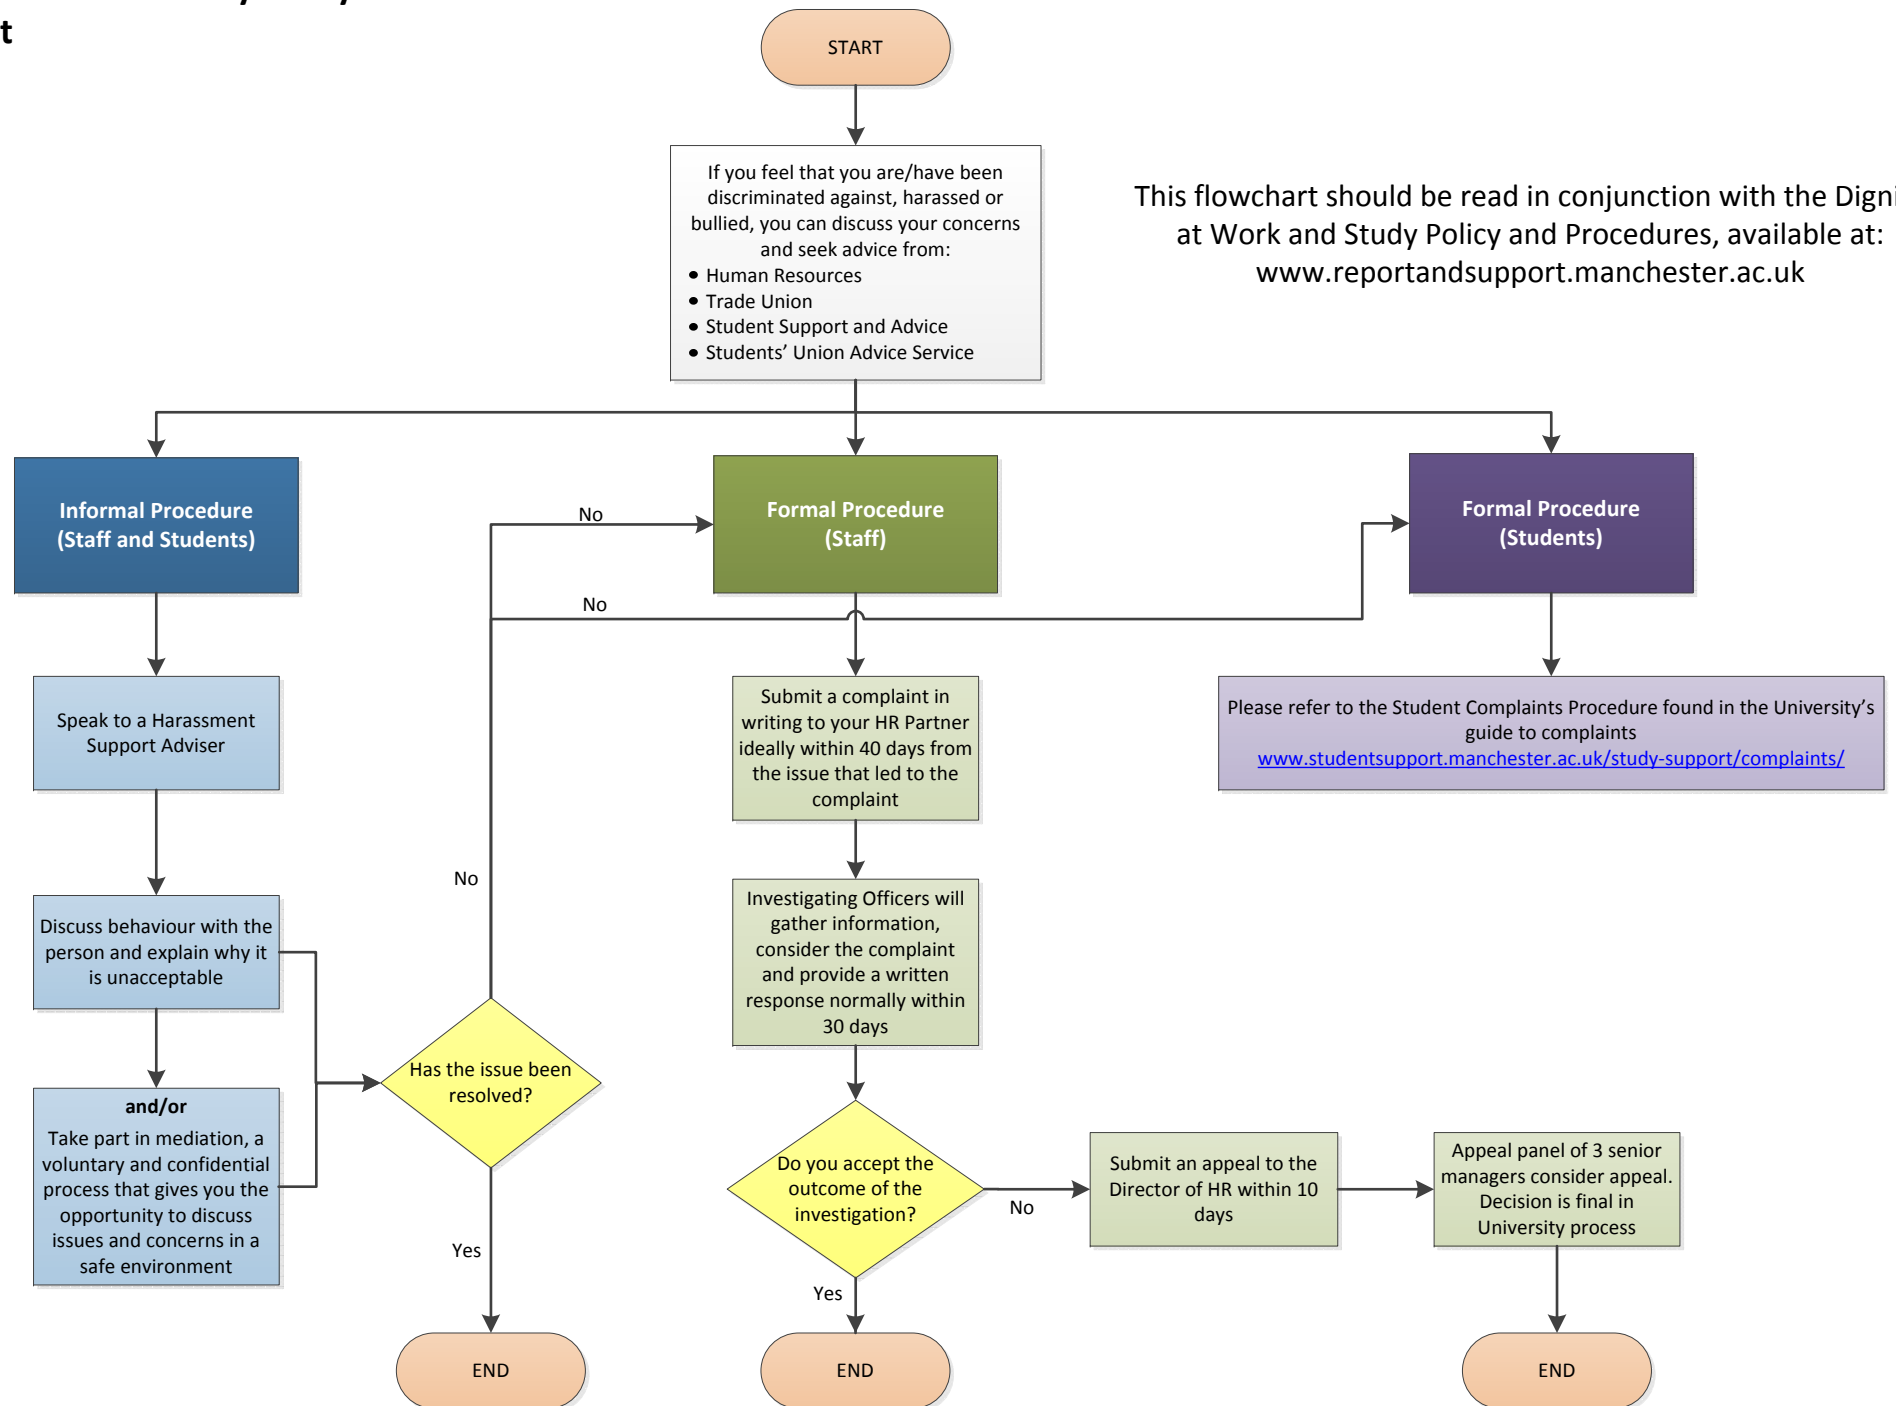 t
START
If you feel that you are/have been
discriminated against, harassed or
bullied, you can discuss your concerns
and seek advice from:
• Human Resources
• Trade Union
• Student Support and Advice
• Students’ Union Advice Service
This flowchart should be read in conjunction with the
at Work and Study Policy and Procedures, available at:
www.reportandsupport.manchester.ac.uk
Informal Procedure
(Staff and Students)
No
Formal Procedure
(Staff)
Formal Procedure
(Students)
No
Speak to a Harassment
Support Adviser
Submit a complaint in
writing to your HR Partner
ideally within 40 days from
the issue that led to the
complaint
Please refer to the Student Complaints Procedure found in the University’s
guide to complaints
www.studentsupport.manchester.ac.uk/study-support/complaints/
No
Discuss behaviour with the
person and explain why it
is unacceptable
Investigating Officers will
gather information,
consider the complaint
and provide a written
response normally within
30 days
Has the issue been
resolved?
and/or
Take part in mediation, a
voluntary and confidential
process that gives you the
opportunity to discuss
issues and concerns in a
safe environment
Do you accept the
outcome of the
investigation?
No
Submit an appeal to the
Director of HR within 10
days
Appeal panel of 3 senior
managers consider appeal.
Decision is final in
University process
Yes
Yes
END
END
END